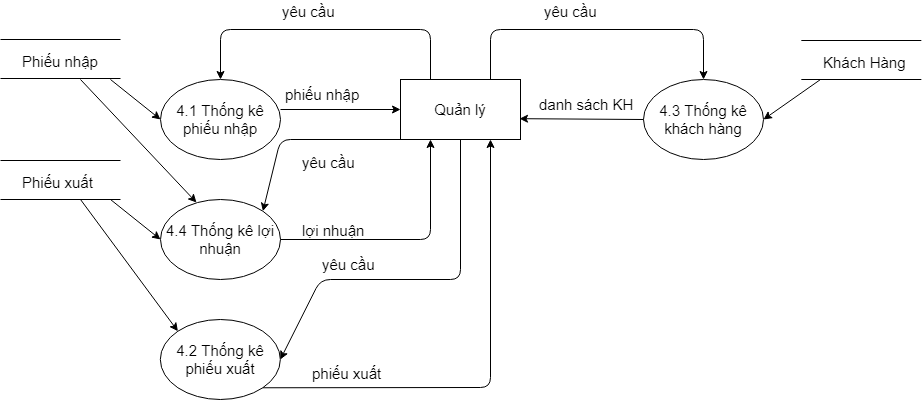 yêu cầu
yêu cầu
Phiếu nhập
Khách Hàng
phiếu nhập
4.1 Thống kê
phiếu nhập
Quản lý
danh sách KH
4.3 Thống kê
khách hàng
yêu cầu
Phiếu xuất
4.4 Thống kê lợi
nhuận
lợi nhuận
yêu cầu
4.2 Thống kê
phiếu xuất
phiếu xuất